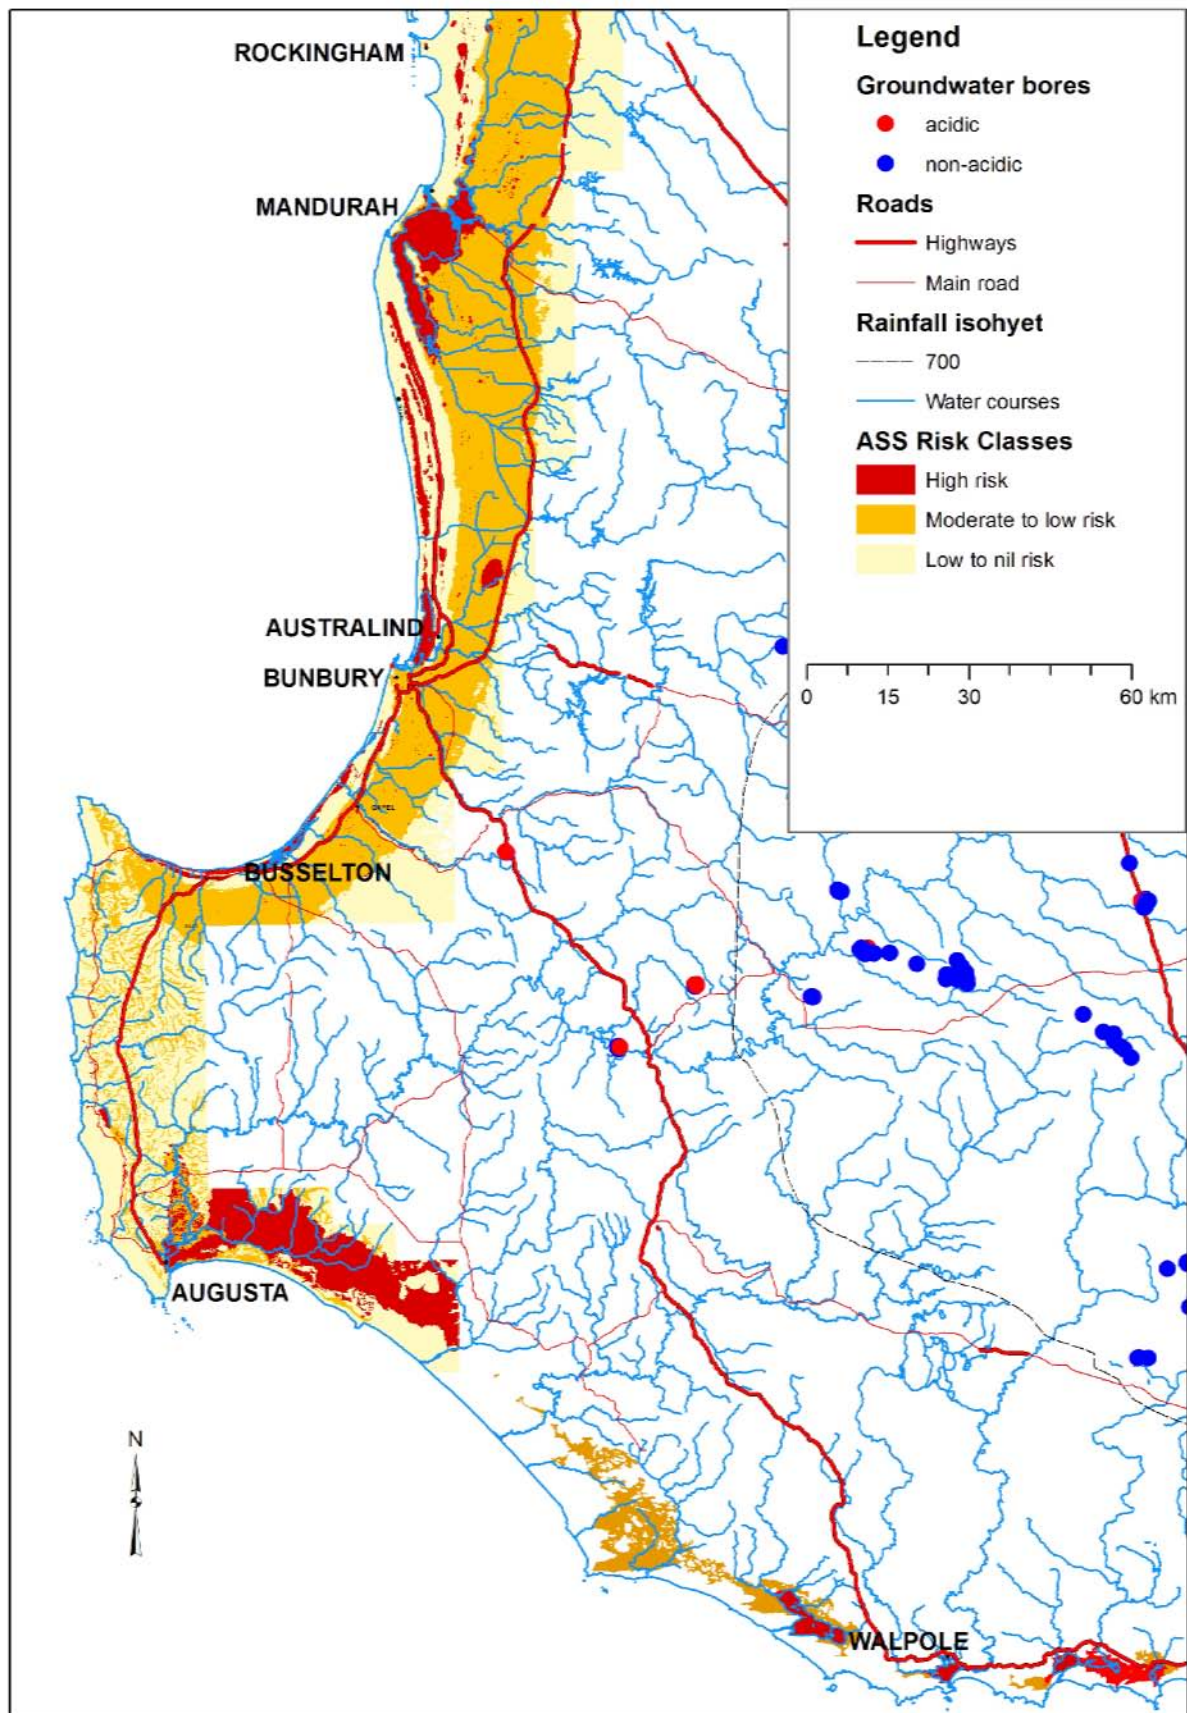 Legend
Groundwater bores
acidic
non-acidic
Roads
Highways
Main road
Rainfall isohyet
700
Water courses
ASS Risk Classes
High risk
Moderate to low risk
Low to nil risk
0 15 30 60 km
ROCKINGHAM
MANDURAH
AUSTRALIND
BUNBURY
BUSSELTON
AUGUSTA
WALPOLE
N